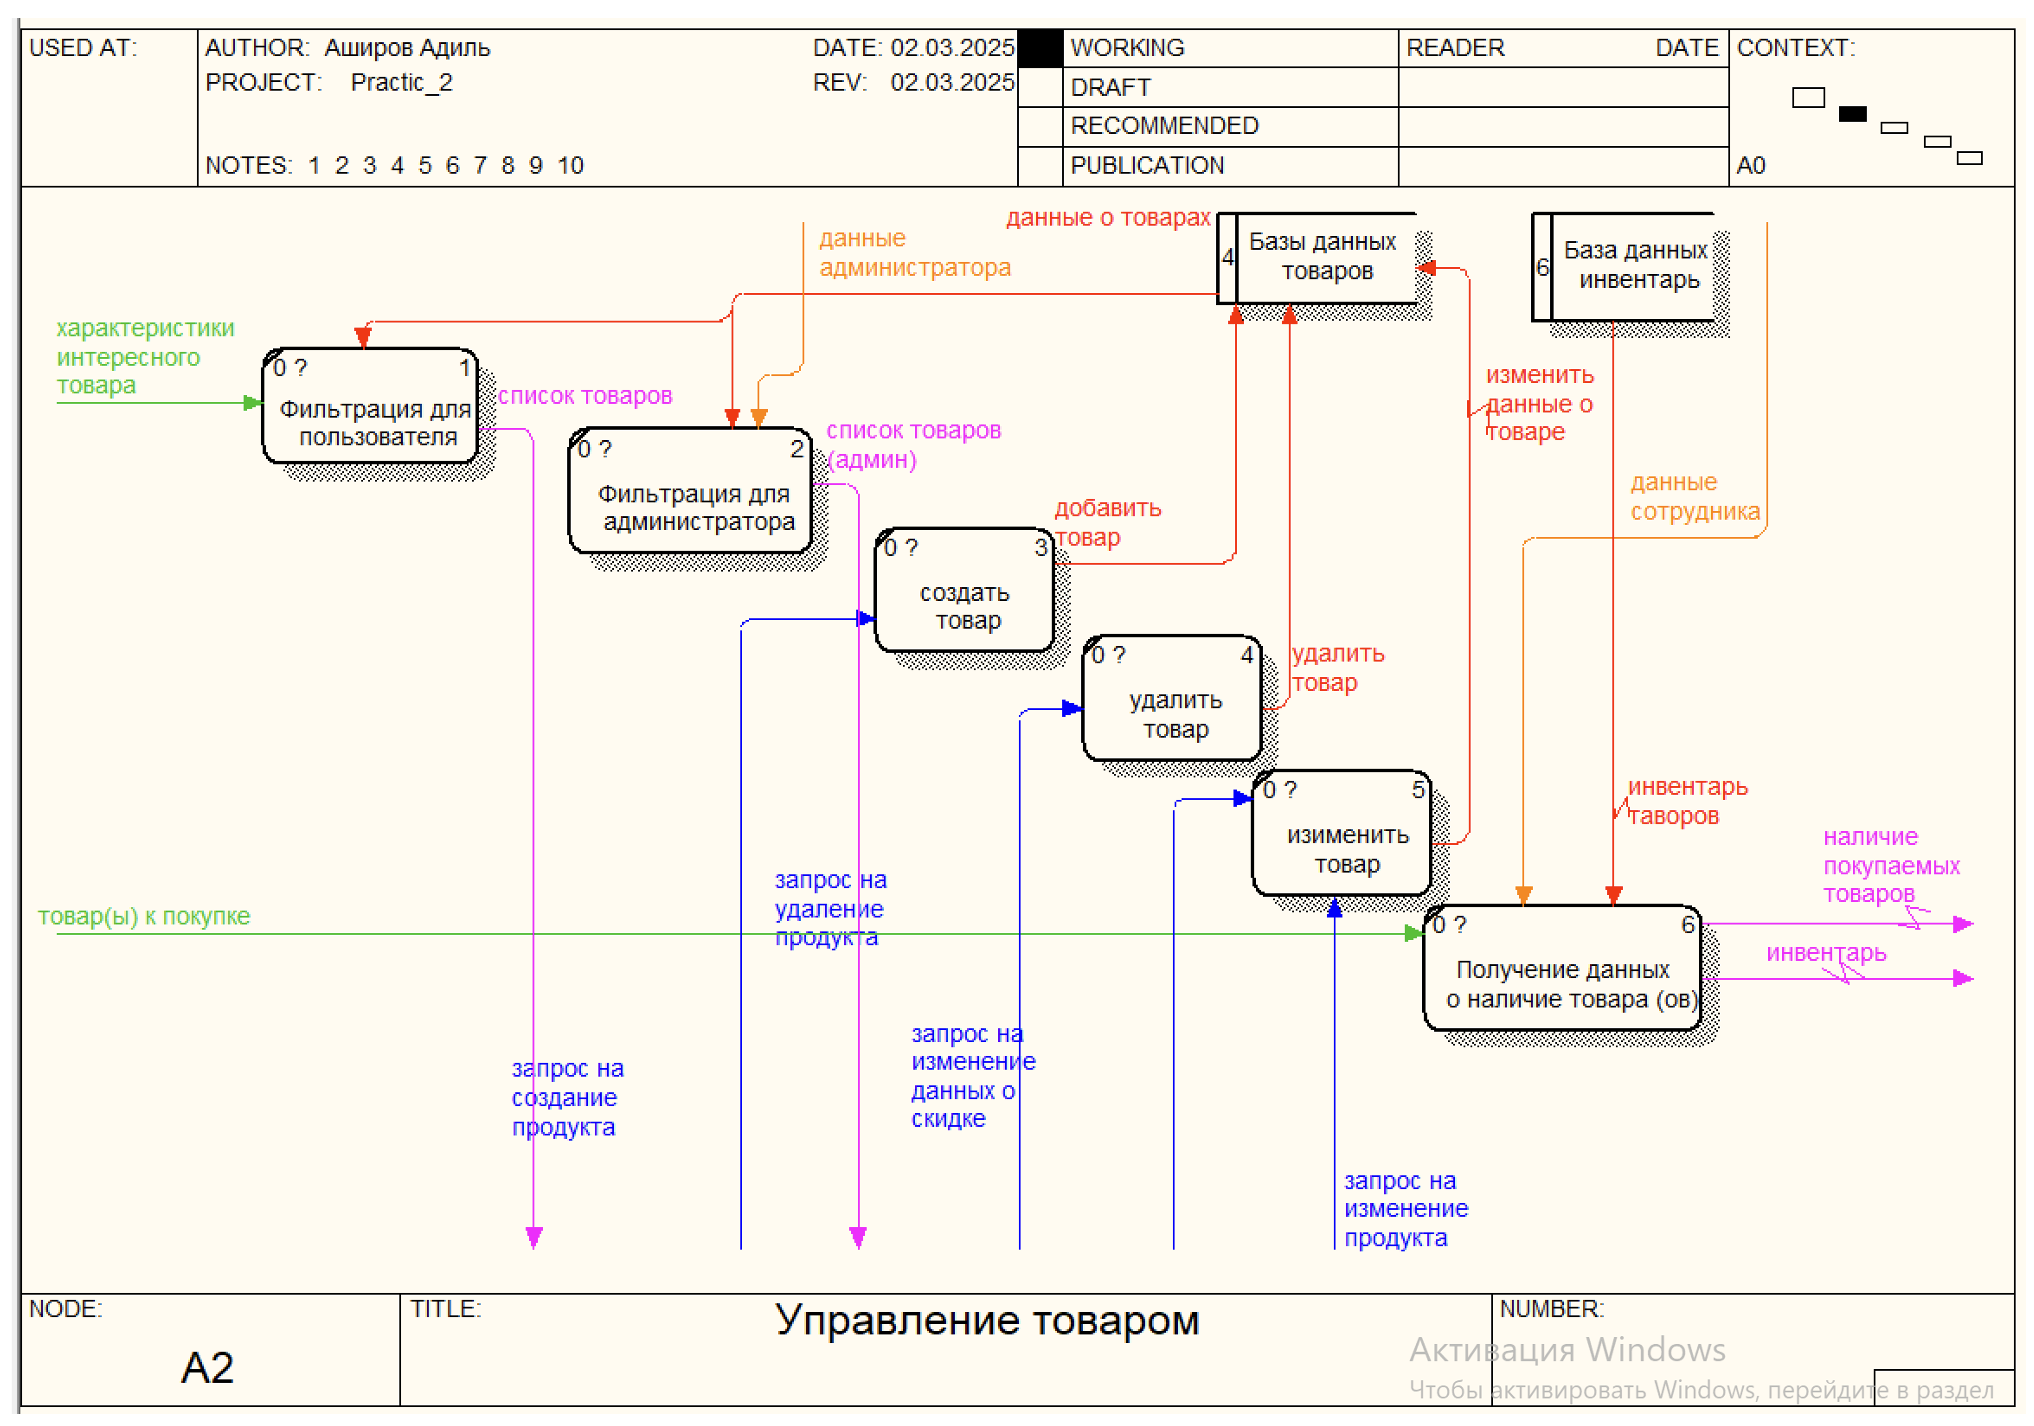 USED AT:
AUTHOR: Аширов Адиль
DATE: 02.03.2025
PROJECT: Practic_2
REV: 02.03.2025
NOTES: 1 2 3 4 5 6 7 8 9 10
WORKING
DRAFT
RECOMMENDED
PUBLICATION
READER DATE
CONTEXT:
A0
данные о товарах
4
Базы данных
товаров
6
База данных
инвентарь
данные
администратора
характеристики
интересного
товара
0 ? 1
Фильтрация для
пользователя
список товаров
0 ? 2
Фильтрация для
администратора
список товаров
(админ)
изменить
данные о
товаре
данные
сотрудника
добавить
товар
0 ? 3
создать
товар
0 ? 4
удалить
товар
удалить
товар
0 ? 5
изименить
товар
инвентарь
таворов
наличие
покупаемых
товаров
запрос на
удаление
продукта
товар(ы) к покупке
0 ? 6
Получение данных
о наличие товара (ов)
инвентарь
запрос на
изменение
данных о
скидке
запрос на
создание
продукта
запрос на
изменение
продукта
NODE:
A2
TITLE:
Управление товаром
NUMBER:
Активация Windows
Чтобы активировать Windows, перейдите в раздел